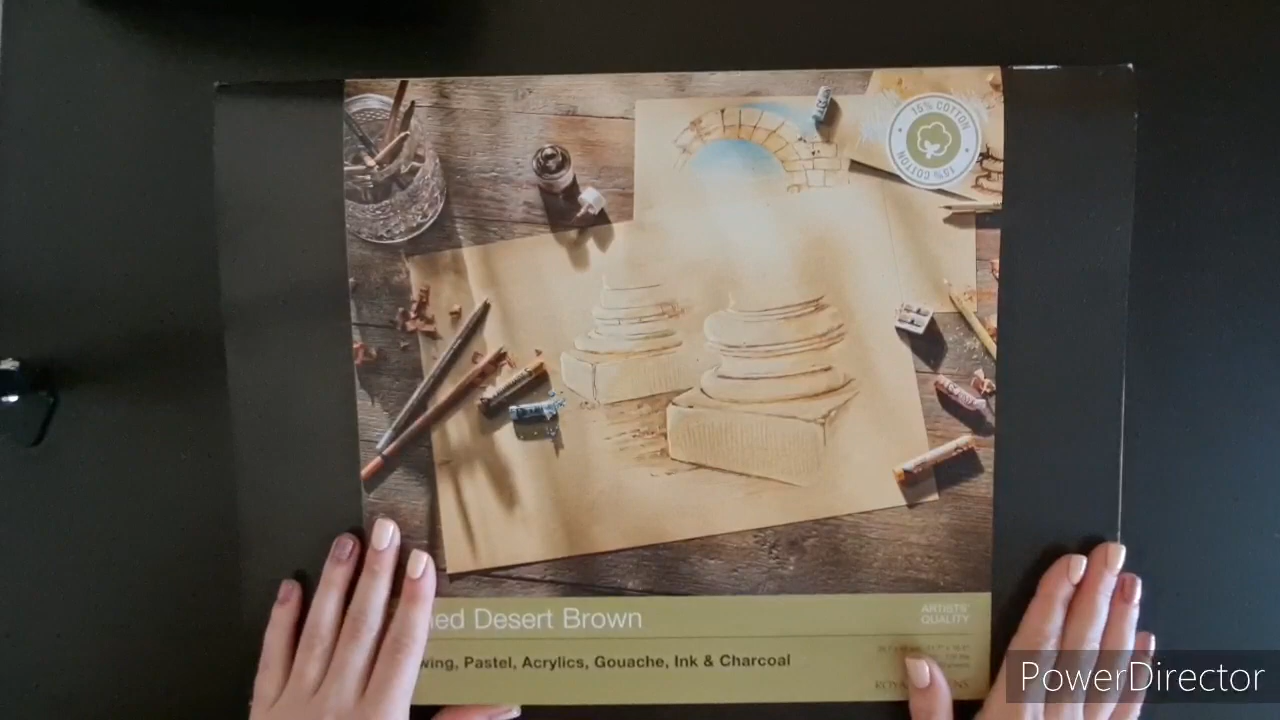 15% COTTON
15% COTTON
ned Desert Brown
ARTISTS'
QUALITY
wing, Pastel, Acrylics, Gouache, Ink & Charcoal
PowerDirector